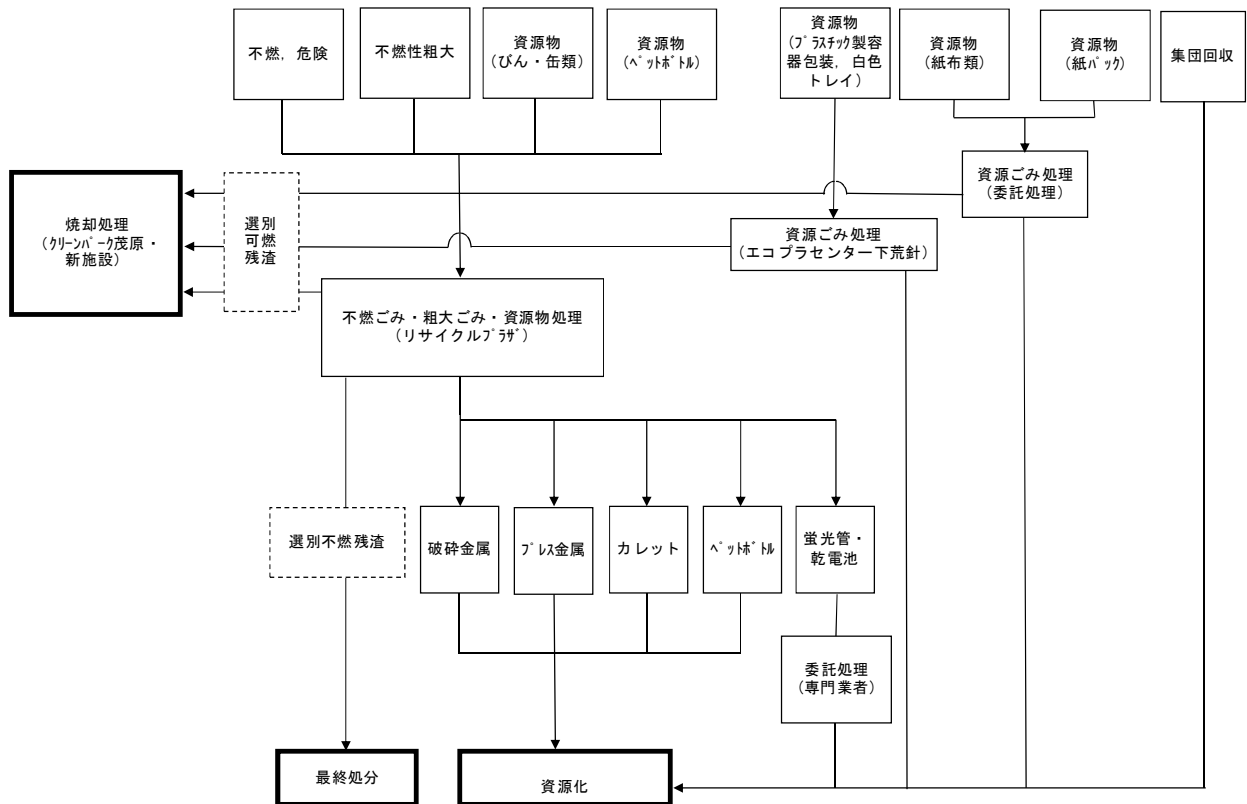 不燃，危険
不燃性粗大
資源物
（びん・缶類）
資源物
（ﾍﾟｯﾄﾎﾞﾄﾙ）
資源物
（ﾌﾟﾗｽﾁｯｸ製容
器包装，白色
トレイ）
資源物
（紙布類）
資源物
（紙ﾊﾟｯｸ）
集団回収
資源ごみ処理
（委託処理）
焼却処理
（ｸﾘｰﾝﾊﾟｰｸ茂原・
新施設）
選別
可燃
残渣
資源ごみ処理
（エコプラセンター下荒針）
不燃ごみ・粗大ごみ・資源物処理
（リサイクルﾌﾟﾗｻﾞ）
選別不燃残渣
破砕金属
ﾌﾟﾚｽ金属
カレット
ﾍﾟｯﾄﾎﾞﾄﾙ
蛍光管・
乾電池
委託処理
（専門業者）
最終処分
資源化